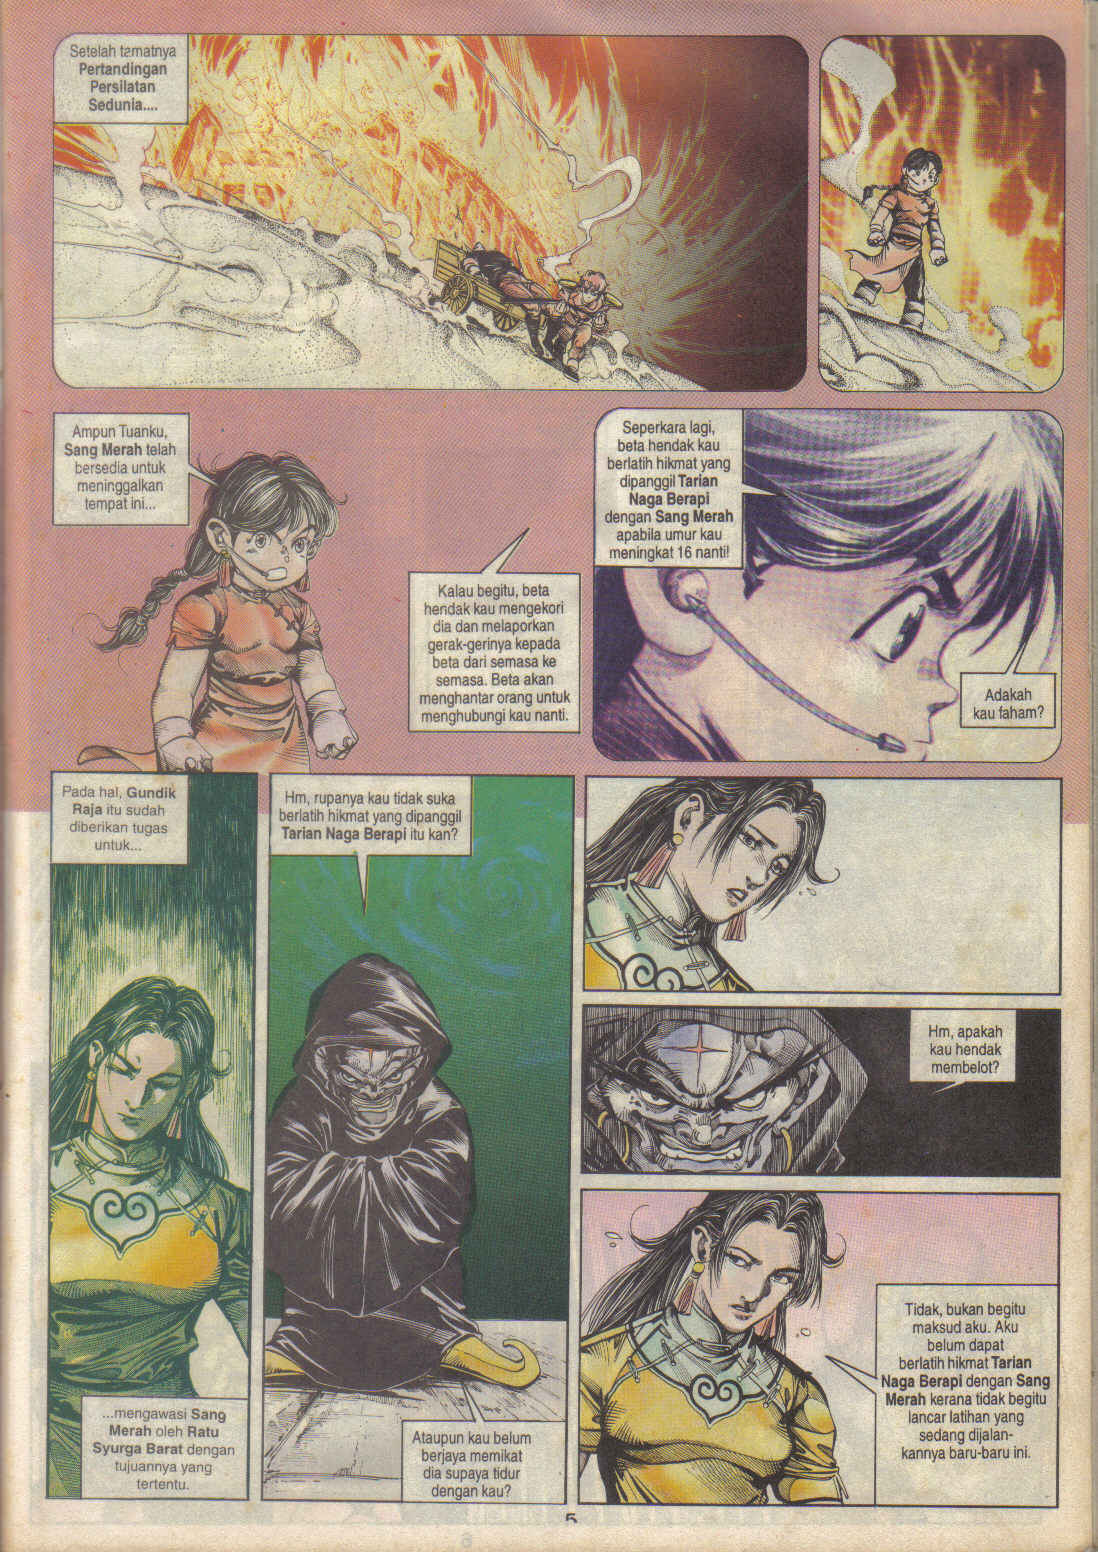 Setelah tamatnya
Pertandingan
Persilatan
Sedunia....
Ampun Tuanku,
Sang Merah telah
bersedia untuk
meninggalkan
tempat ini...
Kalau begitu, beta
hendak kau mengekori
dia dan melaporkan
gerak-gerinya kepada
beta dari semasa ke
semasa. Beta akan
menghantar orang untuk
menghubungi kau nanti.
Seperkara lagi,
beta hendak kau
berlatih hikmat yang
dipanggil Tarian
Naga Berapi
dengan Sang Merah
apabila umur kau
meningkat 16 nanti!
Adakah
kau faham?
Pada hal, Gundik
Raja itu sudah
diberikan tugas
untuk...
...mengawasi Sang
Merah oleh Ratu
Syurga Barat dengan
tujuannya yang
tertentu.
Hm, rupanya kau tidak suka
berlatih hikmat yang dipanggil
Tarian Naga Berapi itu kan?
Ataupun kau belum
berjaya memikat
dia supaya tidur
dengan kau?
Hm, apakah
kau hendak
membelot?
Tidak, bukan begitu
maksud aku. Aku
belum dapat
berlatih hikmat Tarian
Naga Berapi dengan Sang
Merah kerana tidak begitu
lancar latihan yang
sedang dijalan-
kannya baru-baru ini.
5